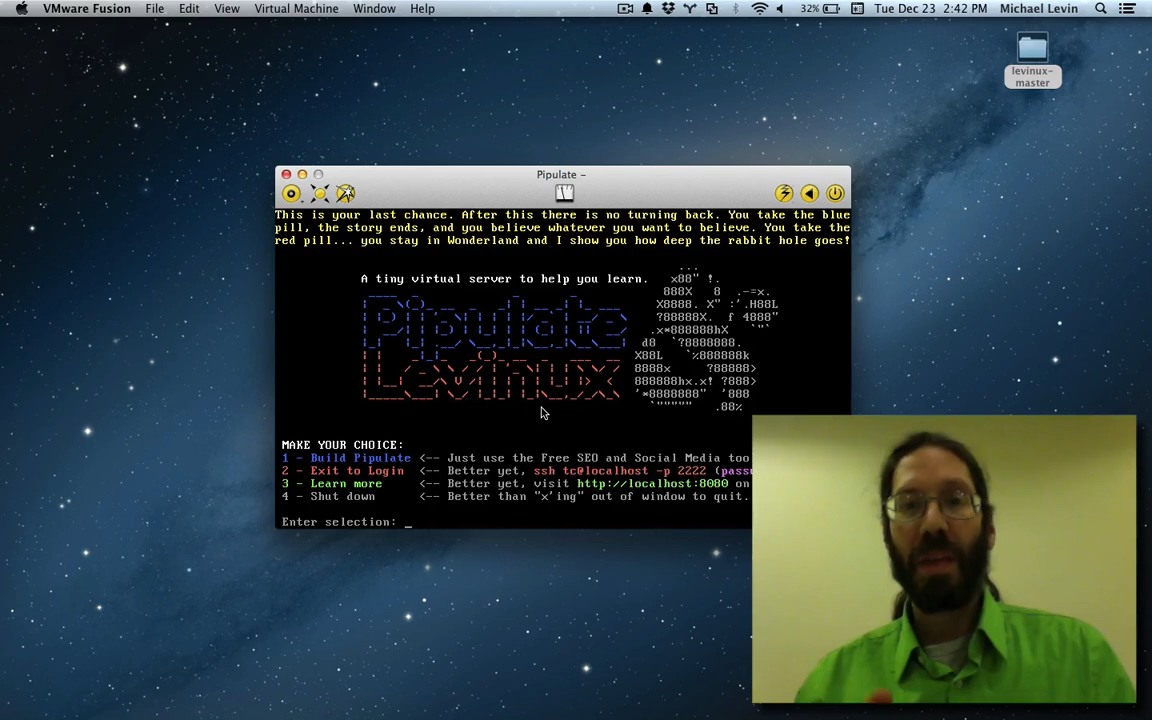 VMware Fusion File Edit View Virtual Machine Window Help 32% Tue Dec 23 2:42 PM Michael Levin
levinux-
master
Pipulate -
This is your last chance. After this there is no turning back. You take the blue
pill, the story ends, and you believe whatever you want to believe. You take the
red pill... you stay in Wonderland and I show you how deep the rabbit hole goes!
A tiny virtual server to help you learn.
Pipulate
Levinux
MAKE YOUR CHOICE:
1 - Build Pipulate <-- Just use the Free SEO and Social Media too
2 - Exit to Login <-- Better yet, ssh tc@localhost -p 2222 (pass
3 - Learn more <-- Better yet, visit http://localhost:8080 on
4 - Shut down <-- Better than "x'ing" out of window to quit.
Enter selection: _